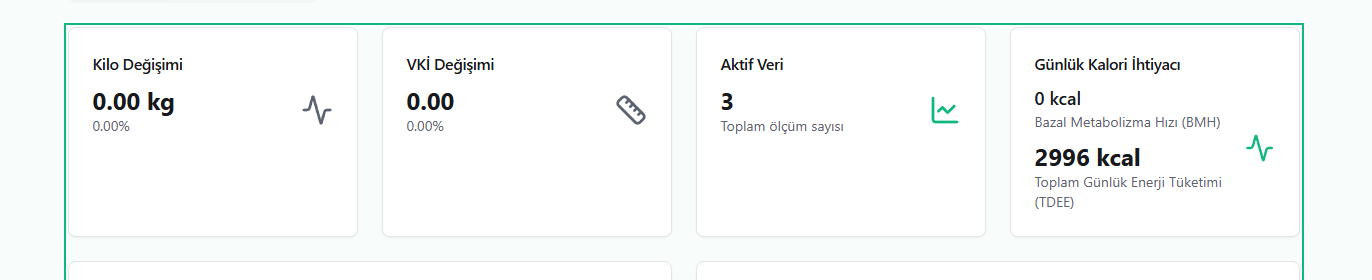 Kilo Değişimi
0.00 kg
0.00%
VKİ Değişimi
0.00
0.00%
Aktif Veri
3
Toplam ölçüm sayısı
Günlük Kalori İhtiyacı
0 kcal
Bazal Metabolizma Hızı (BMH)
2996 kcal
Toplam Günlük Enerji Tüketimi
(TDEE)